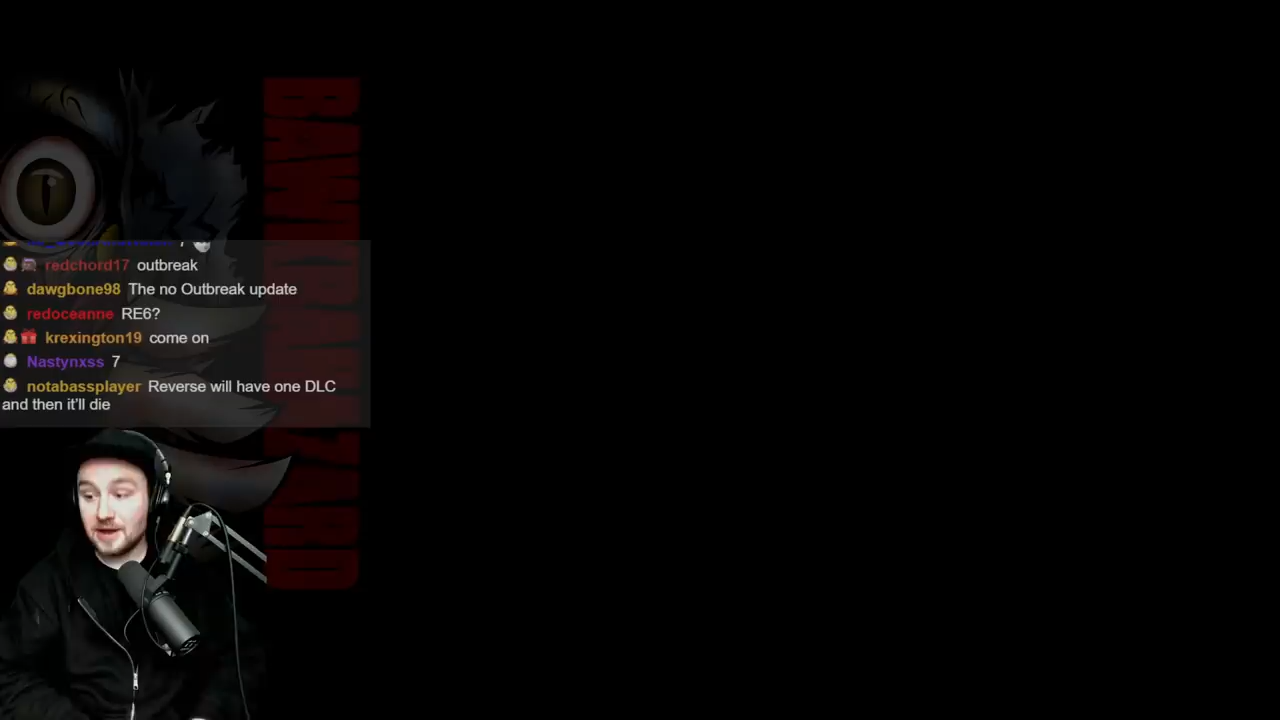 redchord17 outbreak
dawgbone98 The no Outbreak update
redoceanne RE6?
krexington19 come on
Nastynxss 7
notabassplayer Reverse will have one DLC
and then it'll die